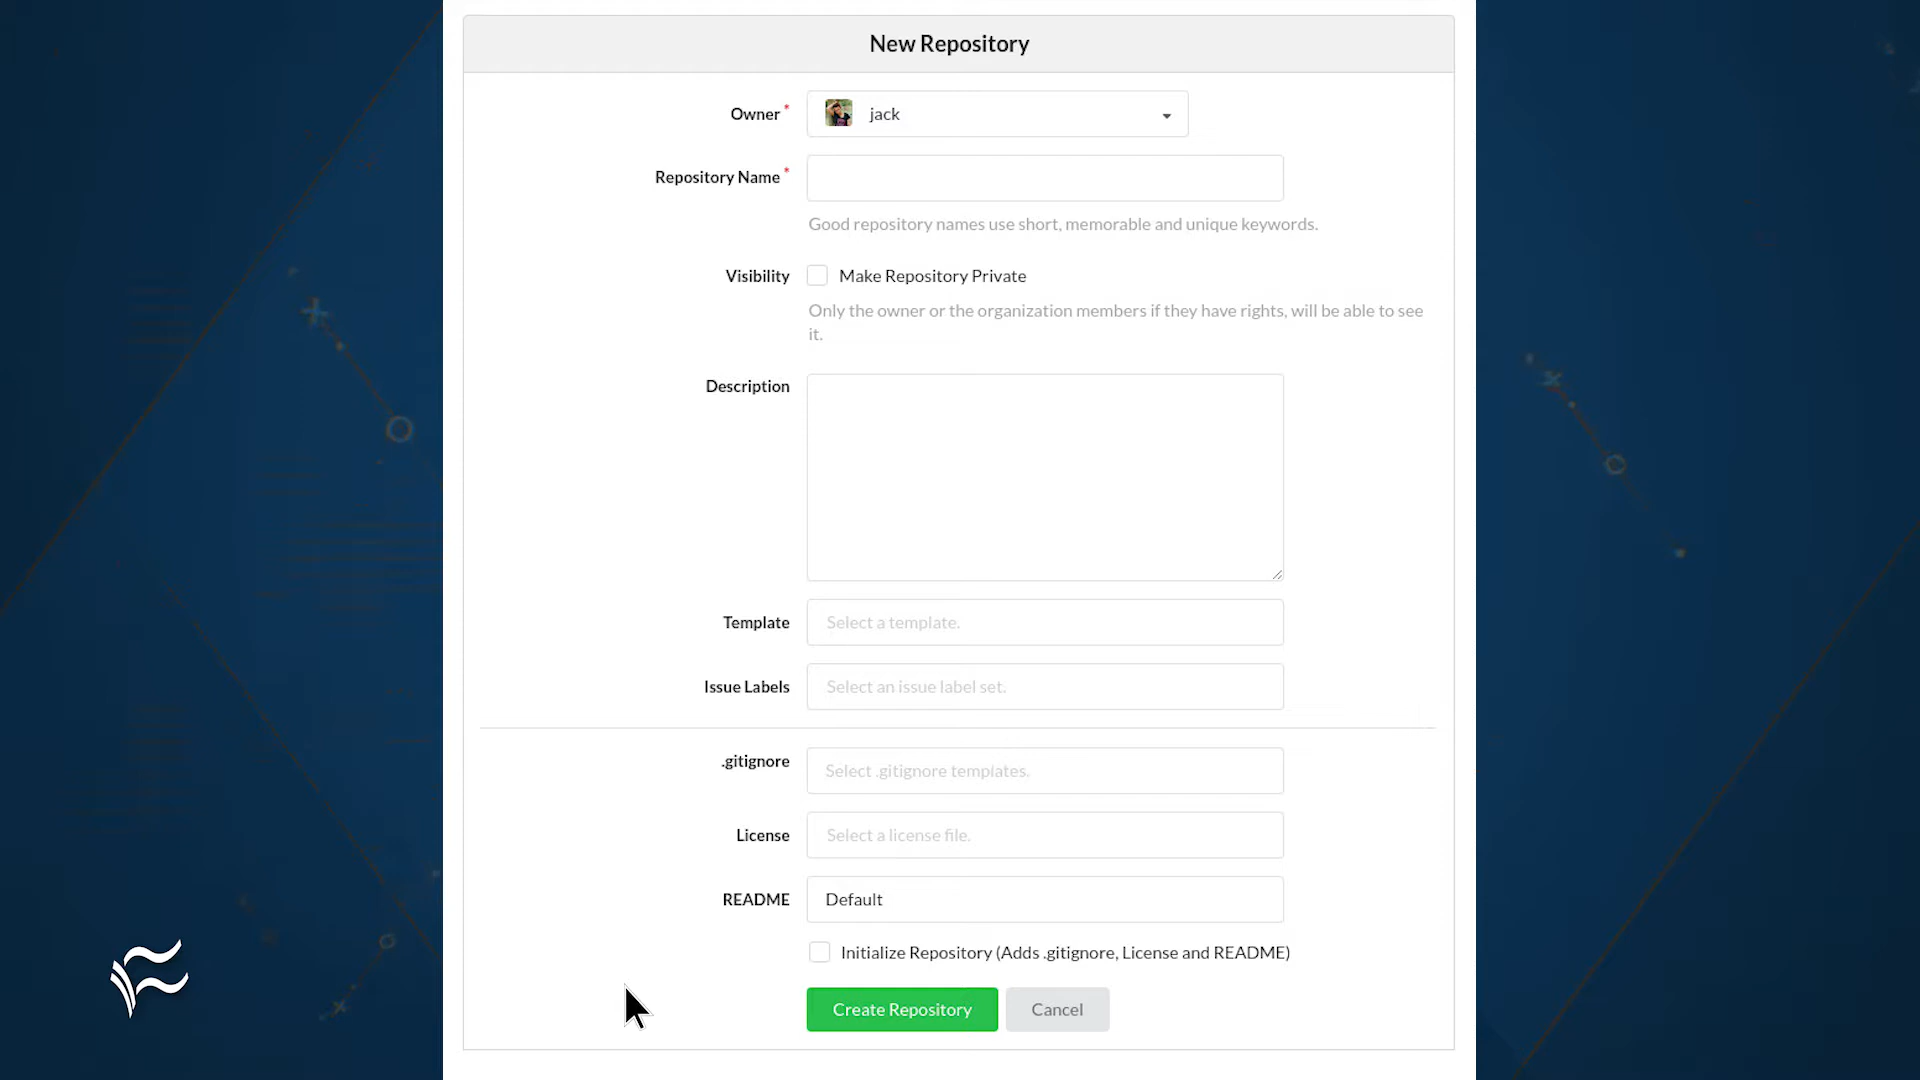 New Repository
Owner *
jack
Repository Name *
Good repository names use short, memorable and unique keywords.
Visibility
Make Repository Private
Only the owner or the organization members if they have rights, will be able to see
it.
Description
Template
Select a template.
Issue Labels
Select an issue label set.
.gitignore
Select .gitignore templates.
License
Select a license file.
README
Default
Initialize Repository (Adds .gitignore, License and README)
Create Repository
Cancel